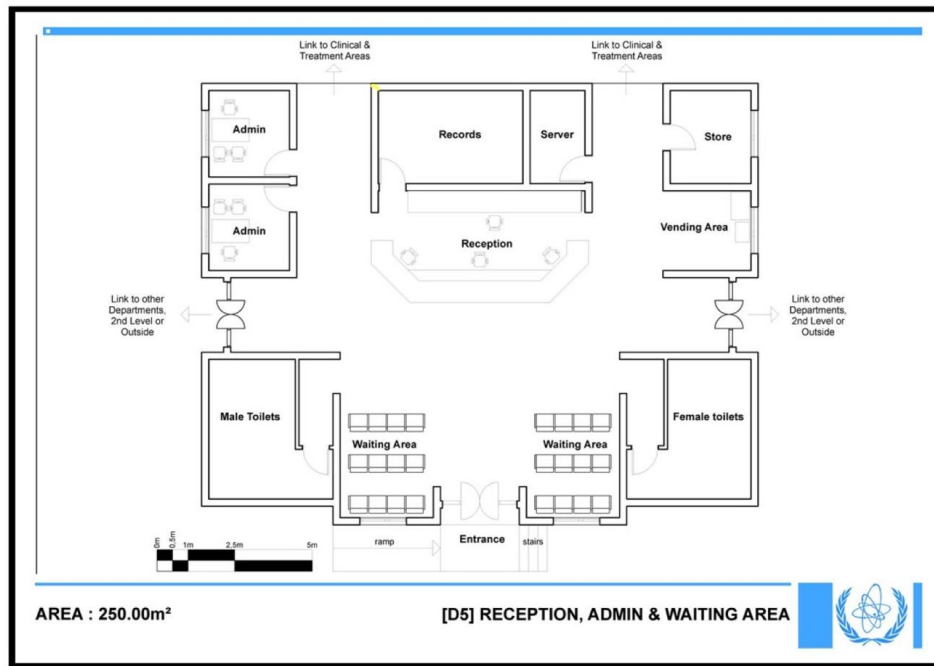 Link to Clinical &
Treatment Areas
Link to Clinical &
Treatment Areas
Admin
Records
Server
Store
Admin
Reception
Vending Area
Link to other
Departments,
2nd Level or
Outside
Link to other
Departments,
2nd Level or
Outside
Male Toilets
Waiting Area
Waiting Area
Female toilets
0m
0,5m
1m
2,5m
5m
ramp
Entrance
stairs
AREA : 250.00m²
[D5] RECEPTION, ADMIN & WAITING AREA